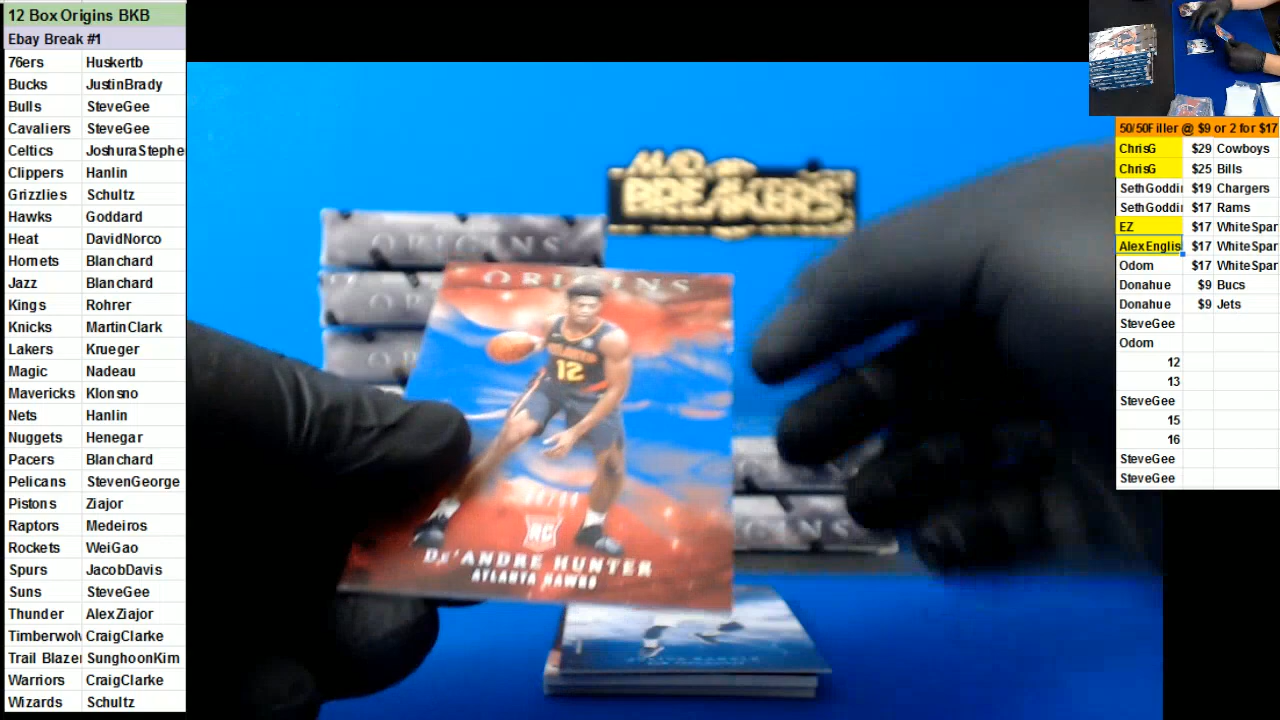 12 Box Origins BKB
Ebay Break #1
76ers Huskertb
Bucks JustinBrady
Bulls SteveGee
Cavaliers SteveGee
Celtics JoshuraStephe
Clippers Hanlin
Grizzlies Schultz
Hawks Goddard
Heat DavidNorco
Hornets Blanchard
Jazz Blanchard
Kings Rohrer
Knicks MartinClark
Lakers Krueger
Magic Nadeau
Mavericks Klonsno
Nets Hanlin
Nuggets Henegar
Pacers Blanchard
Pelicans StevenGeorge
Pistons Ziajor
Raptors Medeiros
Rockets WeiGao
Spurs JacobDavis
Suns SteveGee
Thunder AlexZiajor
Timberwolv CraigClarke
Trail Blazer SunghoonKim
Warriors CraigClarke
Wizards Schultz
BREAKERS
ORIGINS
ORIGINS
ATLANTA
12
RC
DE'ANDRE HUNTER
ATLANTA HAWKS
ORIGINS
50/50Filler @ $9 or 2 for $17
ChrisG $29 Cowboys
ChrisG $25 Bills
SethGoddi $19 Chargers
SethGoddi $17 Rams
EZ $17 WhiteSpar
AlexEnglis $17 WhiteSpar
Odom $17 WhiteSpar
Donahue $9 Bucs
Donahue $9 Jets
SteveGee
Odom
12
13
SteveGee
15
16
SteveGee
SteveGee